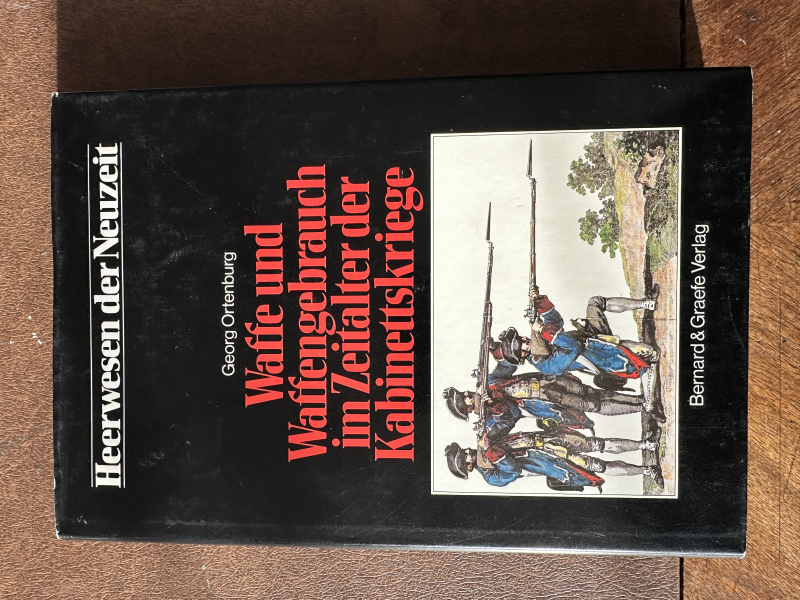 Heerwesen der Neuzeit
Georg Ortenburg
Waffe und
Waffengebrauch
im Zeitalter der
Kabinettskriege
Bernard & Graefe Verlag